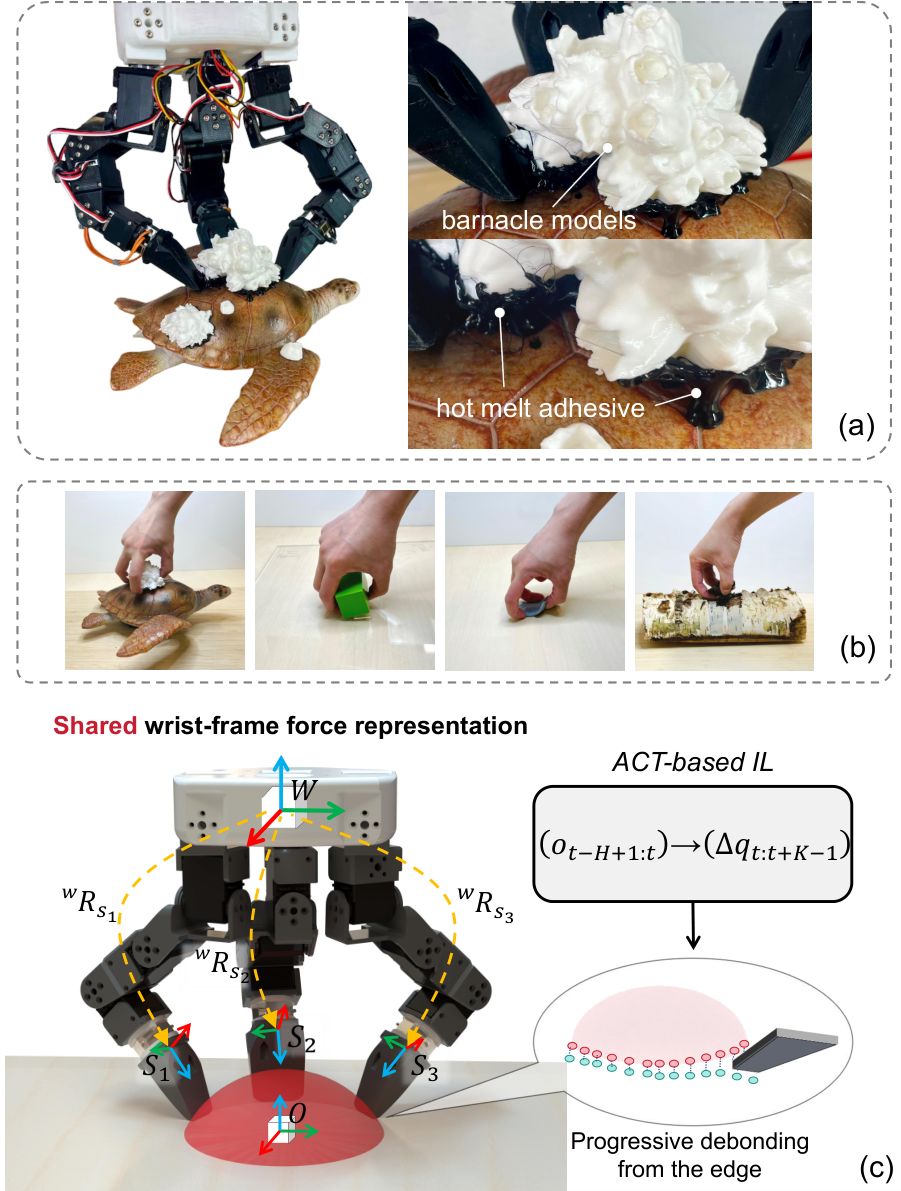 barnacle models
hot melt adhesive
(a)
(b)
Shared wrist-frame force representation
ACT-based IL
W
(o_{t−H+1:t})→(Δq_{t:t+K−1})
^wR_{s_1}
^wR_{s_2}
^wR_{s_3}
S_1
S_2
S_3
O
Progressive debonding
from the edge
(c)